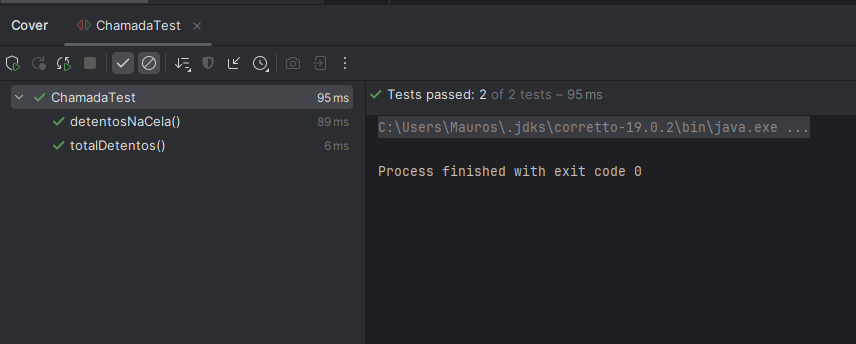 Cover ChamadaTest ×
ChamadaTest 95 ms
detentosNaCela() 89 ms
totalDetentos() 6 ms
Tests passed: 2 of 2 tests – 95 ms
C:\Users\Mauros\.jdks\corretto-19.0.2\bin\java.exe ...
Process finished with exit code 0